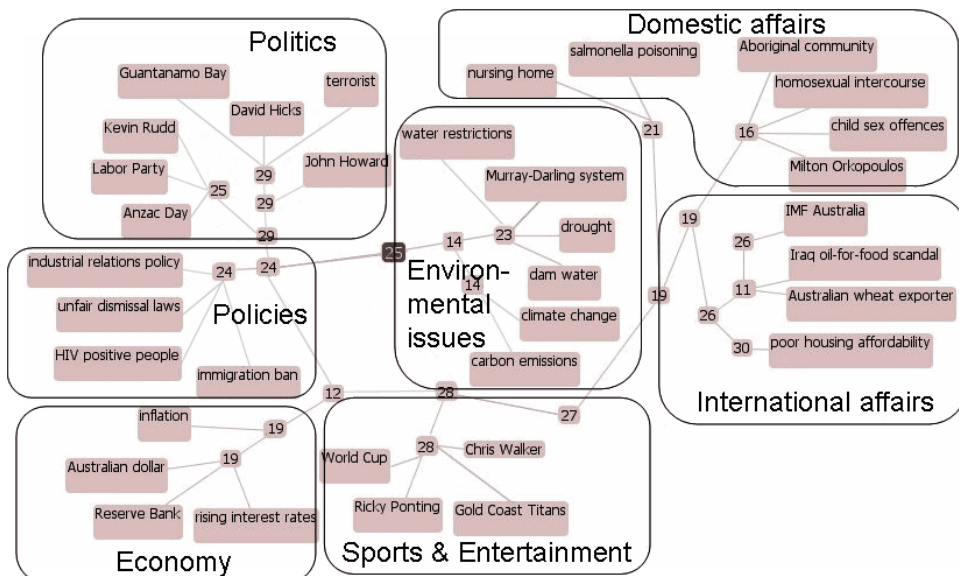 Politics
Guantanamo Bay
terrorist
David Hicks
Kevin Rudd
Labor Party
John Howard
Anzac Day
29
25
29
29
Domestic affairs
salmonella poisoning
Aboriginal community
nursing home
homosexual intercourse
child sex offences
Milton Orkopoulos
21
16
water restrictions
Murray-Darling system
drought
dam water
climate change
carbon emissions
25
14
23
14
Environ-
mental
issues
industrial relations policy
24
24
unfair dismissal laws
Policies
HIV positive people
immigration ban
19
IMF Australia
26
Iraq oil-for-food scandal
11
Australian wheat exporter
19
26
30
poor housing affordability
International affairs
12
28
27
inflation
19
Australian dollar
19
Reserve Bank
rising interest rates
Economy
World Cup
28
Chris Walker
Ricky Ponting
Gold Coast Titans
Sports & Entertainment